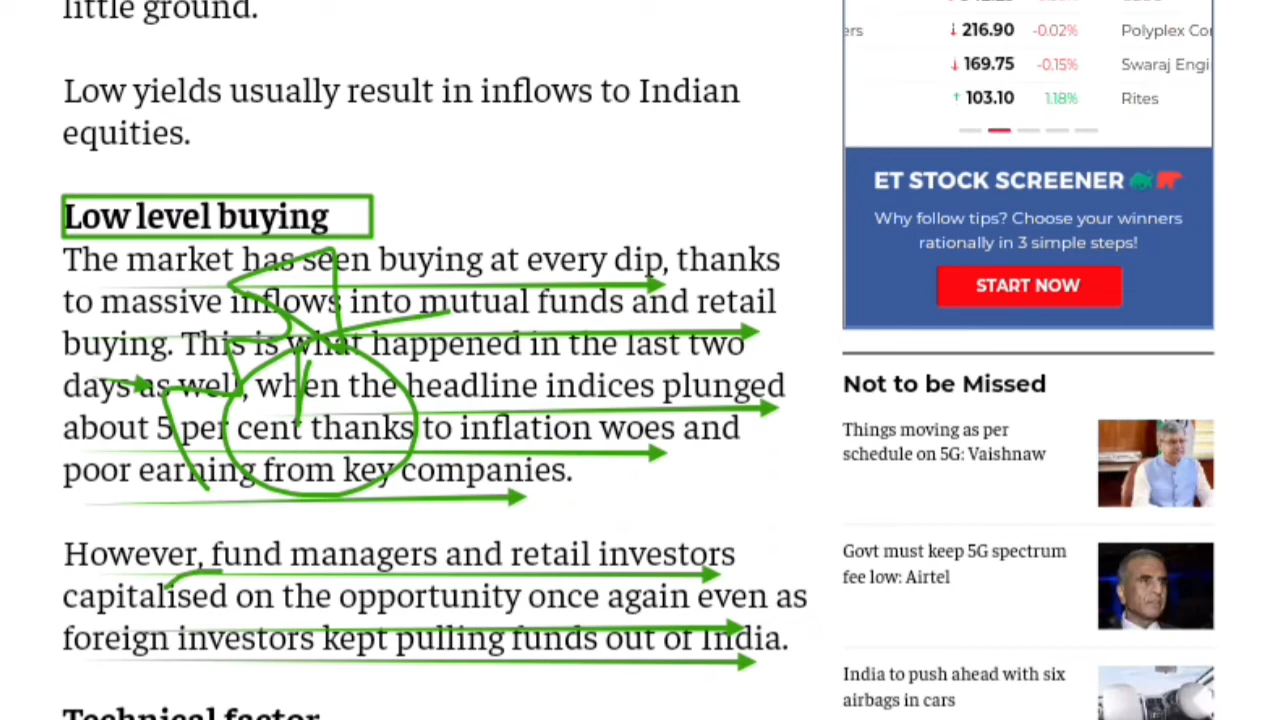 little ground.
Low yields usually result in inflows to Indian
equities.
Low level buying
The market has seen buying at every dip, thanks
to massive inflows into mutual funds and retail
buying. This is what happened in the last two
days as well, when the headline indices plunged
about 5 per cent thanks to inflation woes and
poor earning from key companies.
However, fund managers and retail investors
capitalised on the opportunity once again even as
foreign investors kept pulling funds out of India.
Technical factor
ers ↓ 216.90 -0.02% Polyplex Cor
↓ 169.75 -0.15% Swaraj Engi
↑ 103.10 1.18% Rites
ET STOCK SCREENER
Why follow tips? Choose your winners
rationally in 3 simple steps!
START NOW
Not to be Missed
Things moving as per
schedule on 5G: Vaishnaw
Govt must keep 5G spectrum
fee low: Airtel
India to push ahead with six
airbags in cars